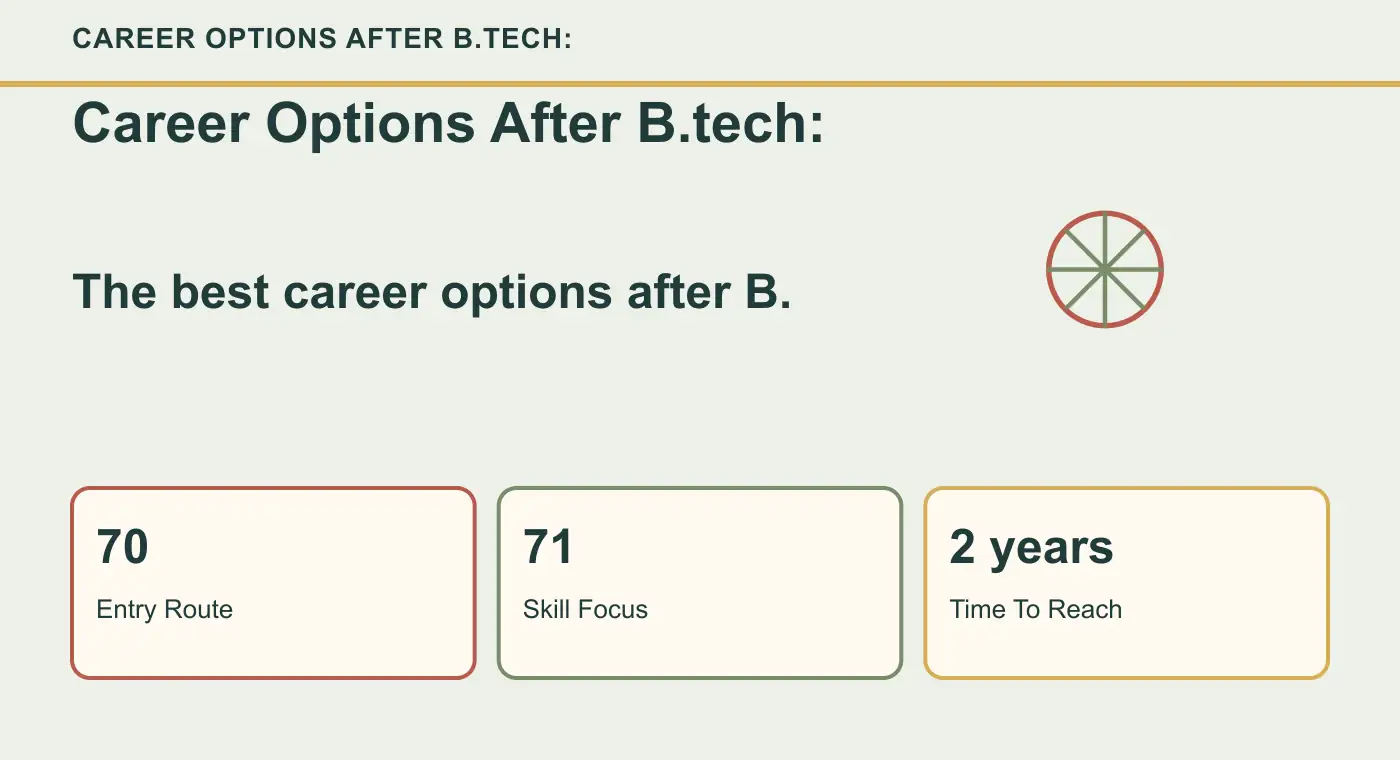 CAREER OPTIONS AFTER B.TECH:
Career Options After B.tech:
The best career options after B.
70
Entry Route
71
Skill Focus
2 years
Time To Reach